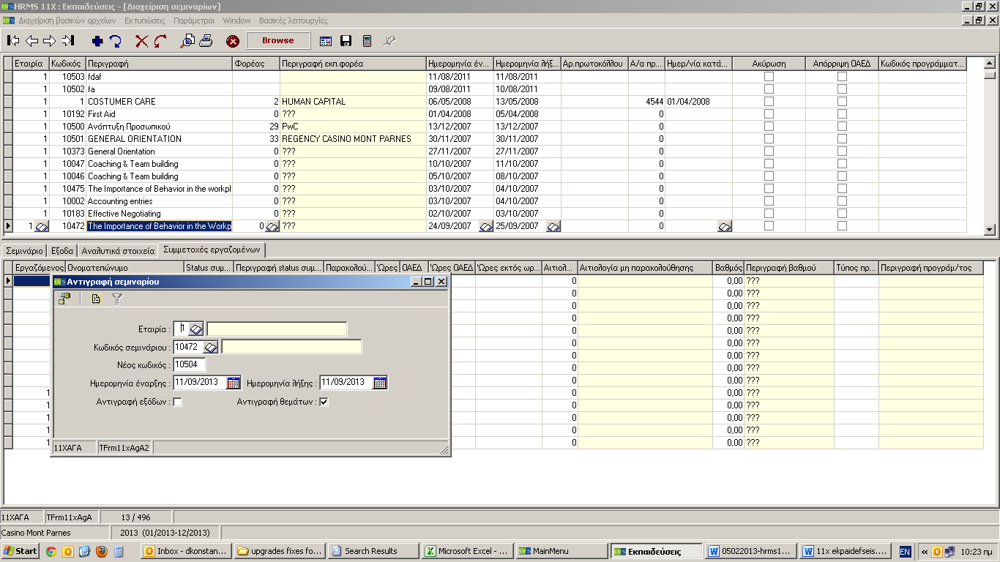 HRMS 11X : Εκπαιδεύσεις - [Διαχείριση σεμιναρίων]
Διαχείριση βασικών αρχείων Εκτυπώσεις Παράμετροι Window Βασικές λειτουργίες
Browse
Εταιρία Κωδικός Περιγραφή Φορέας Περιγραφή εκπ.φορέα Ημερομηνία έν... Ημερομηνία λήξ... Αρ.πρωτοκόλλου Α/α πρ... Ημερ/νία κατά... Ακύρωση Απόρριψη ΟΑΕΔ Κωδικός προγράμματ...
1 10503 fdaf 11/08/2011 11/08/2011
1 10502 fa 09/08/2011 10/08/2011
1 1 COSTUMER CARE 2 HUMAN CAPITAL 06/05/2008 13/05/2008 4544 01/04/2008
1 10192 First Aid 0 ??? 01/04/2008 05/04/2008 0
1 10500 Ανάπτυξη Προσωπικού 29 PwC 13/12/2007 13/12/2007 0
1 10501 GENERAL ORIENTATION 33 REGENCY CASINO MONT PARNES 30/11/2007 30/11/2007 0
1 10373 General Orientation 0 ??? 27/11/2007 27/11/2007 0
1 10047 Coaching & Team building 0 ??? 10/10/2007 11/10/2007 0
1 10046 Coaching & Team building 0 ??? 05/10/2007 08/10/2007 0
1 10475 The Importance of Behavior in the workpl 0 ??? 03/10/2007 04/10/2007 0
1 10002 Accounting entries 0 ??? 03/10/2007 04/10/2007 0
1 10183 Effective Negotiating 0 ??? 02/10/2007 03/10/2007 0
1 10472 The Importance of Behavior in the Workp 0 ??? 24/09/2007 25/09/2007 0
Σεμινάριο Εξοδα Αναλυτικά στοιχεία Συμμετοχές εργαζομένων
Εργαζόμενος Ονοματεπώνυμο Status συμ... Περιγραφή status συμ... Παρακολού... Ώρες ΟΑΕΔ Ώρες ΟΑΕΔ Ώρες εκτός ωρ... Αιτιολ... Αιτιολογία μη παρακολούθησης Βαθμός Περιγραφή βαθμού Τύπος πρ... Περιγραφή προγράμ/τος
0 0,00 ???
0 0,00 ???
0 0,00 ???
0 0,00 ???
0 0,00 ???
0 0,00 ???
0 0,00 ???
0 0,00 ???
0 0,00 ???
1 0 0,00 ???
1 0 0,00 ???
1 0 0,00 ???
1 0 0,00 ???
1 0 0,00 ???
Αντιγραφή σεμιναρίου
Εταιρία : 1
Κωδικός σεμινάριου : 10472
Νέος κωδικός : 10504
Ημερομηνία έναρξης : 11/09/2013 Ημερομηνία λήξης : 11/09/2013
Αντιγραφή εξόδων : Αντιγραφή θεμάτων :
11ΧΑΓΑ TFrm11xAgA2
11ΧΑΓΑ TFrm11xAgA 13 / 496
Casino Mont Parnes 2013 (01/2013-12/2013)
Start Inbox - dkonstan... upgrades fixes fo... Search Results Microsoft Excel - ... MainMenu Εκπαιδεύσεις 05022013-hrms1... 11x ekpaidefseis.... EN « 10:23 πμ